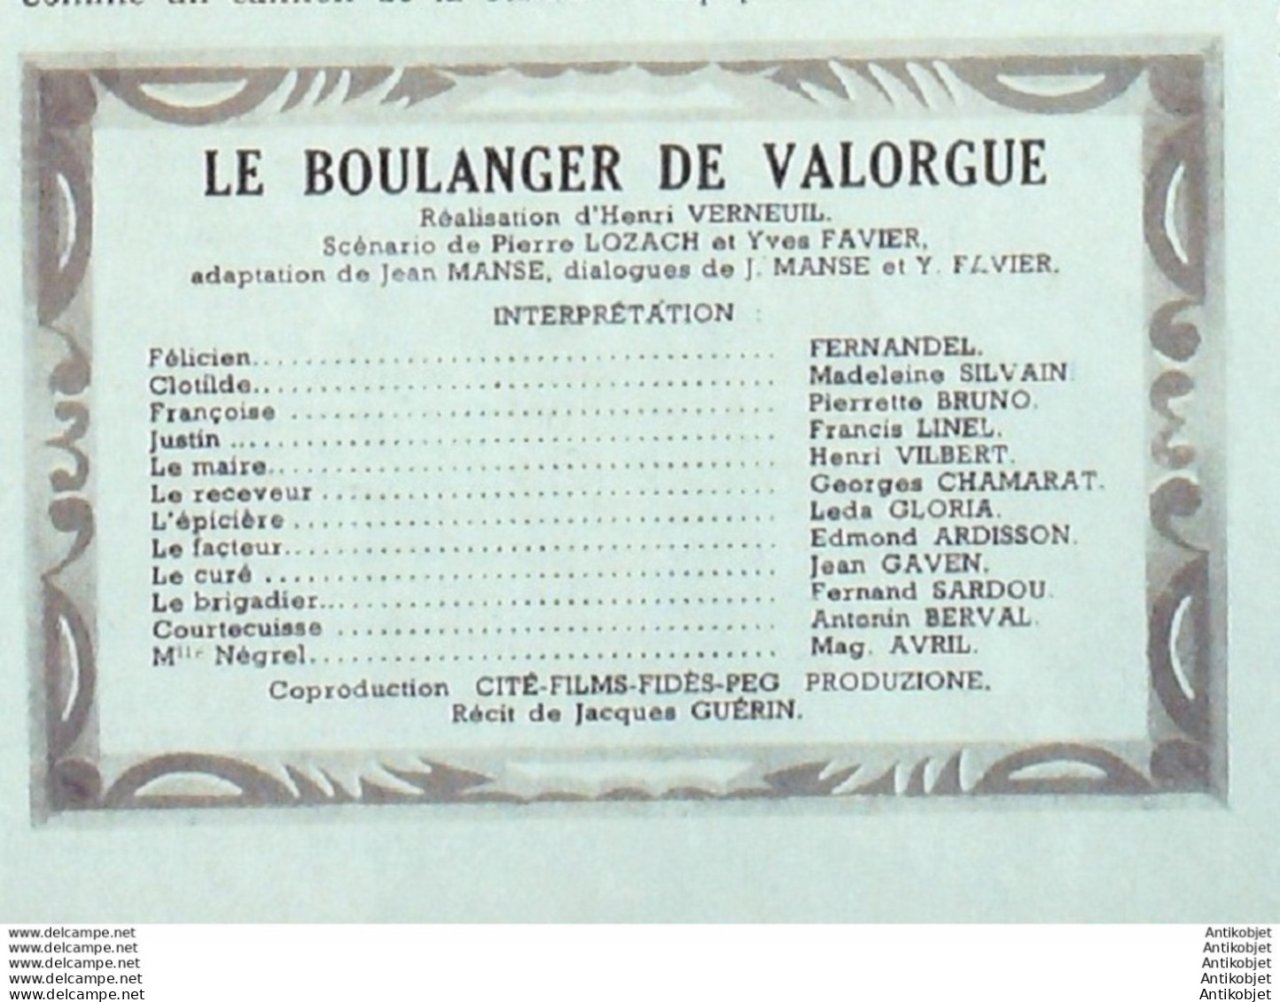 LE BOULANGER DE VALORGUE
Réalisation d'Henri VERNEUIL.
Scénario de Pierre LOZACH et Yves FAVIER,
adaptation de Jean MANSE, dialogues de J. MANSE et Y. FAVIER.
INTERPRÉTATION :
Félicien. FERNANDEL.
Clotilde. Madeleine SILVAIN.
Françoise Pierrette BRUNO.
Justin Francis LINEL.
Le maire. Henri VILBERT.
Le receveur Georges CHAMARAT.
L'épicière Leda GLORIA.
Le facteur. Edmond ARDISSON.
Le curé Jean GAVEN.
Le brigadier. Fernand SARDOU.
Courtecuisse Antonin BERVAL.
Mlle Négrel. Mag. AVRIL.
Coproduction CITÉ-FILMS-FIDÈS-PEG PRODUZIONE.
Récit de Jacques GUÉRIN.
www.delcampe.net Antikobjet
www.delcampe.net Antikobjet
www.delcampe.net Antikobjet
www.delcampe.net Antikobjet
www.delcampe.net Antikobjet